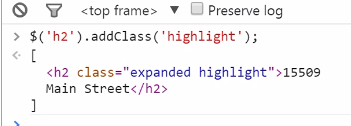 <top frame> ▼ Preserve log
> $('h2').addClass('highlight');
[
<h2 class="expanded highlight">15509
Main Street</h2>
]
>